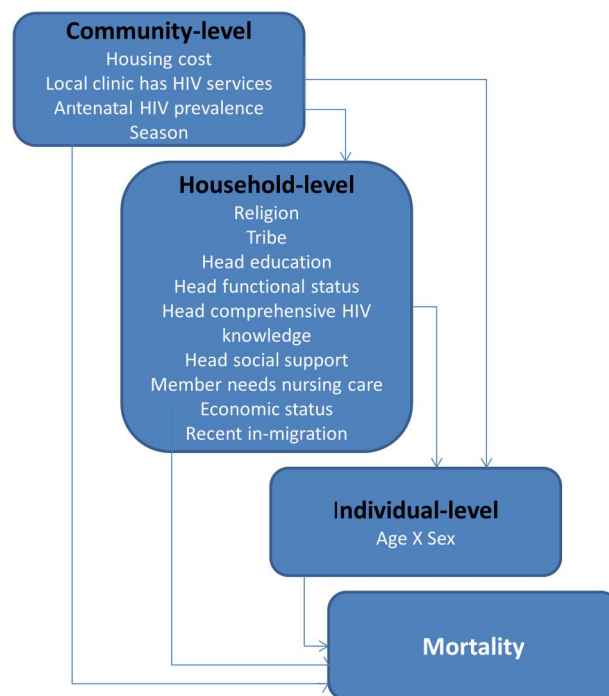 Community-level
Housing cost
Local clinic has HIV services
Antenatal HIV prevalence
Season
Household-level
Religion
Tribe
Head education
Head functional status
Head comprehensive HIV
knowledge
Head social support
Member needs nursing care
Economic status
Recent in-migration
Individual-level
Age X Sex
Mortality